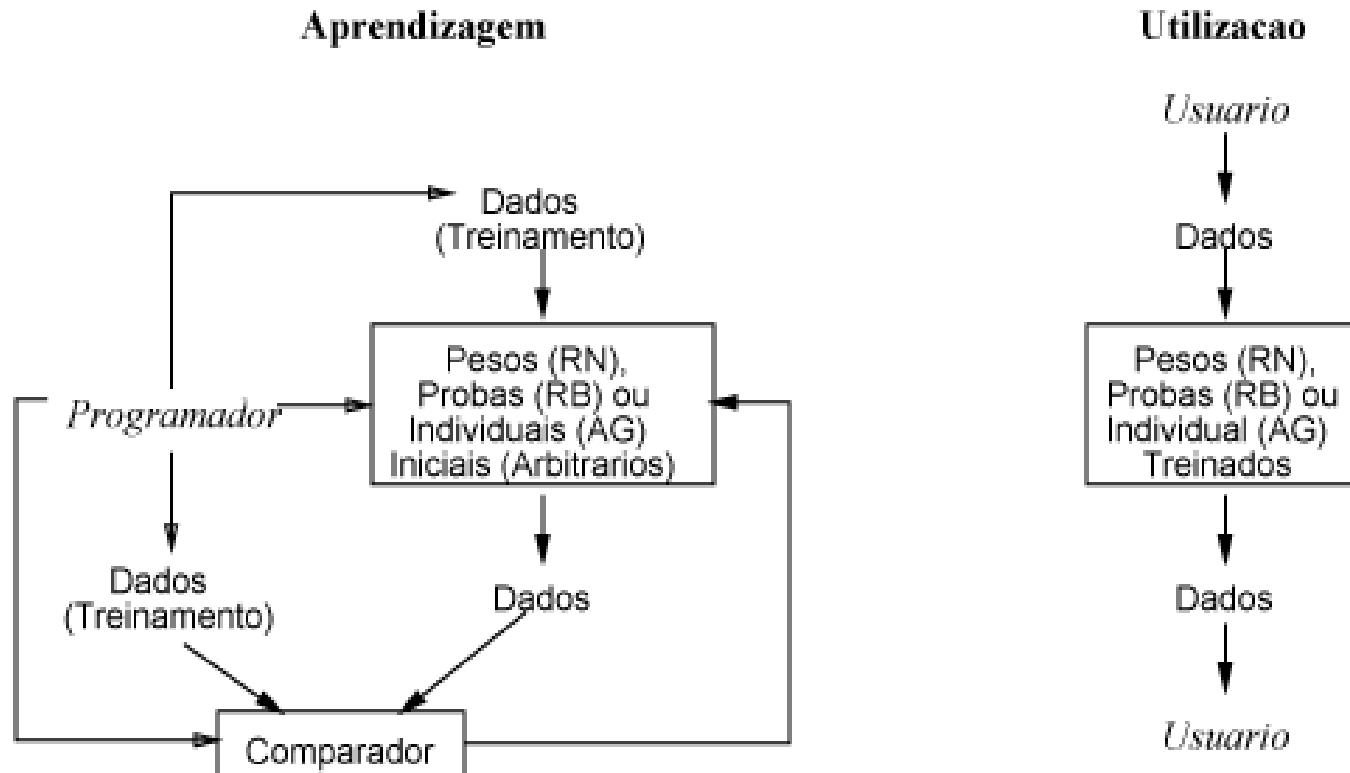 Aprendizagem
Utilizacao
Usuario
Dados
(Treinamento)
Dados
Pesos (RN),
Probas (RB) ou
Individuais (AG)
Iniciais (Arbitrarios)
Programador
Pesos (RN),
Probas (RB) ou
Individual (AG)
Treinados
Dados
(Treinamento)
Dados
Dados
Comparador
Usuario